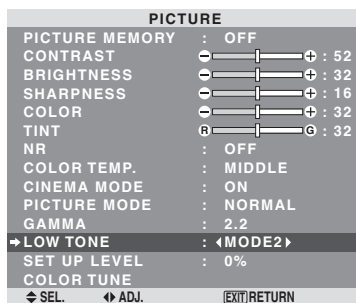 PICTURE
PICTURE MEMORY : OFF
CONTRAST − + : 52
BRIGHTNESS − + : 32
SHARPNESS − + : 16
COLOR − + : 32
TINT R G : 32
NR : OFF
COLOR TEMP. : MIDDLE
CINEMA MODE : ON
PICTURE MODE : NORMAL
GAMMA : 2.2
LOW TONE : MODE2
SET UP LEVEL : 0%
COLOR TUNE
SEL. ADJ. EXIT RETURN